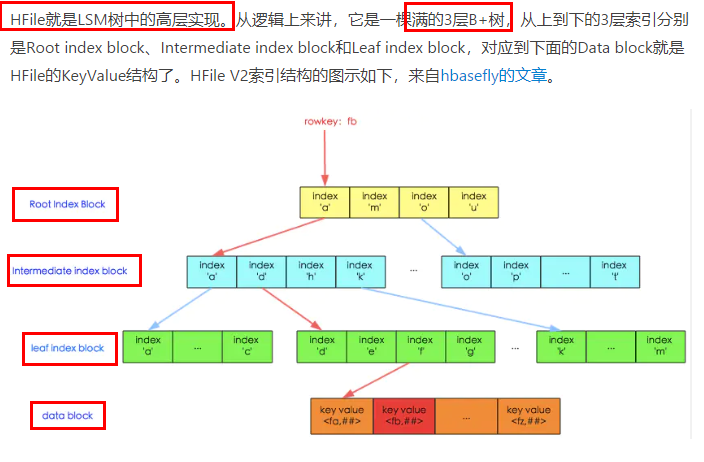 HFile就是LSM树中的高层实现。从逻辑上来讲，它是一棵满的3层B+树，从上到下的3层索引分别
是Root index block、Intermediate index block和Leaf index block，对应到下面的Data block就是
HFile的KeyValue结构了。HFile V2索引结构的图示如下，来自hbasefly的文章。
rowkey: fb
Root Index Block
index 'a' index 'm' index 'o' index 'u'
Intermediate index block
index 'a' index 'd' index 'h' index 'k' ... index 'o' index 'p' ... index 't'
leaf index block
index 'a' ... index 'c' index 'd' index 'e' index 'f' index 'g' ... index 'k' ... index 'm'
data block
key value <fa,##> key value <fb,##> ... key value <fz,##>